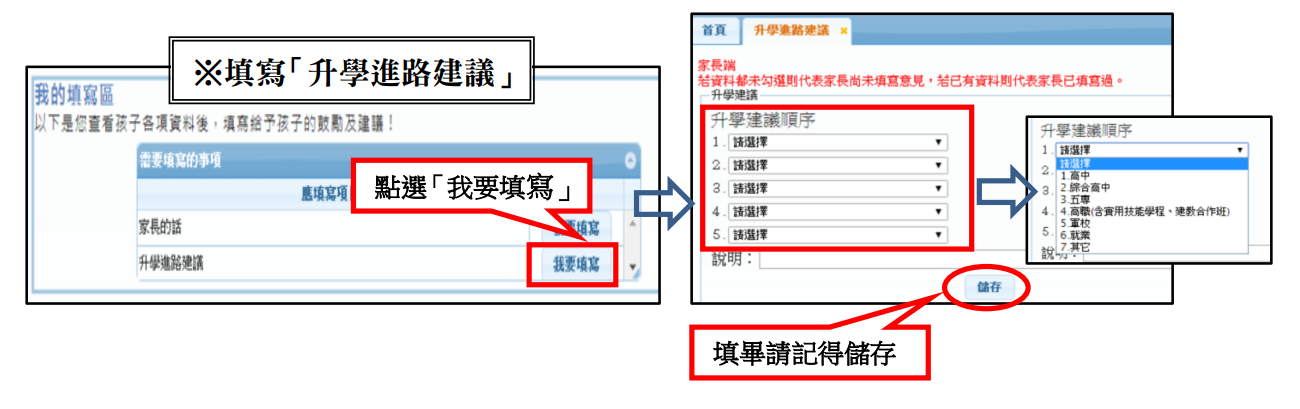 ※填寫「升學進路建議」
我的填寫區
以下是您查看孩子各項資料後，填寫給予孩子的鼓勵及建議！
需要填寫的事項
應填寫項
點選「我要填寫」
家長的話
要填寫
升學進路建議
我要填寫
首頁
升學進路建議 ×
家長端
若資料都未勾選則代表家長尚未填寫意見，若已有資料則代表家長已填寫過。
升學建議
升學建議順序
1. 請選擇
2. 請選擇
3. 請選擇
4. 請選擇
5. 請選擇
說明：
儲存
填畢請記得儲存
升學建議順序
1. 請選擇
2.
3.
4.
5.
請選擇
1.高中
2.綜合高中
3.五專
4.高職(含實用技能學程、建教合作班)
5.軍校
6.就業
7.其它